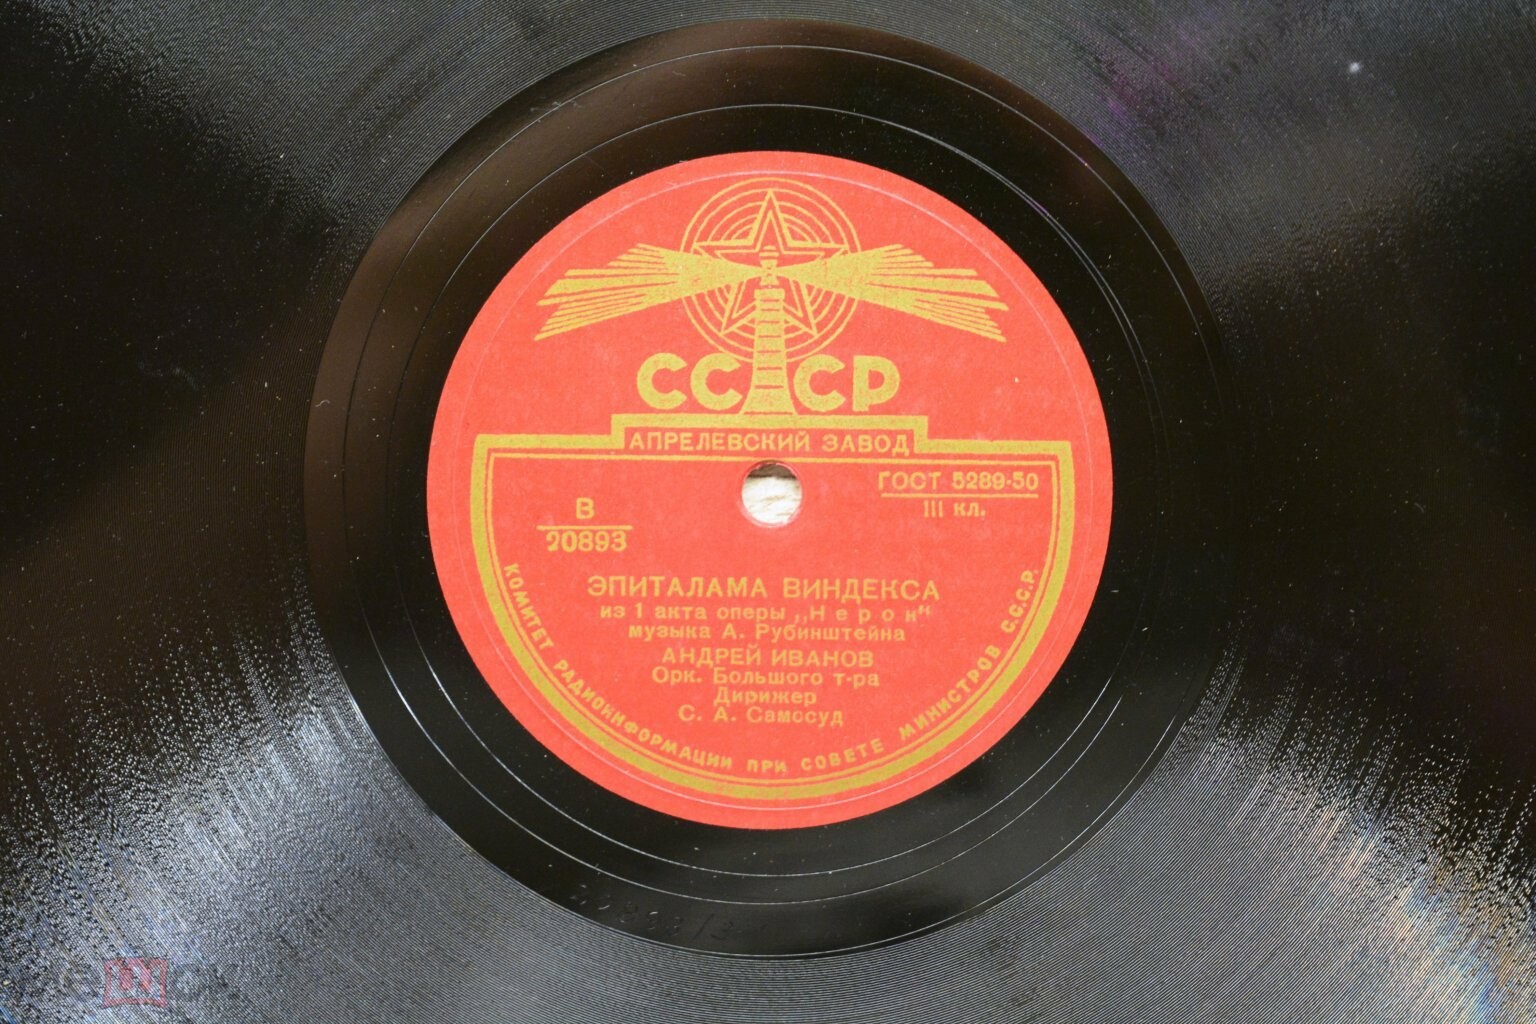 СССР
АПРЕЛЕВСКИЙ ЗАВОД
ГОСТ 5289-50
III кл.
В
20893
ЭПИТАЛАМА ВИНДЕКСА
из 1 акта оперы „Нерон“
музыка А. Рубинштейна
АНДРЕЙ ИВАНОВ
Орк. Большого т-ра
Дирижер
С. А. Самосуд
КОМИТЕТ РАДИОИНФОРМАЦИИ ПРИ СОВЕТЕ МИНИСТРОВ С.С.С.Р.